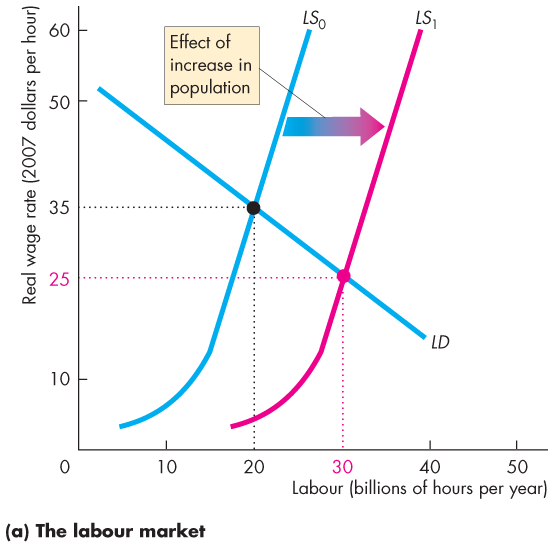 Real wage rate (2007 dollars per hour)
60
50
35
25
10
0
LS0
LS1
Effect of
increase in
population
LD
10
20
30
40
50
Labour (billions of hours per year)
(a) The labour market